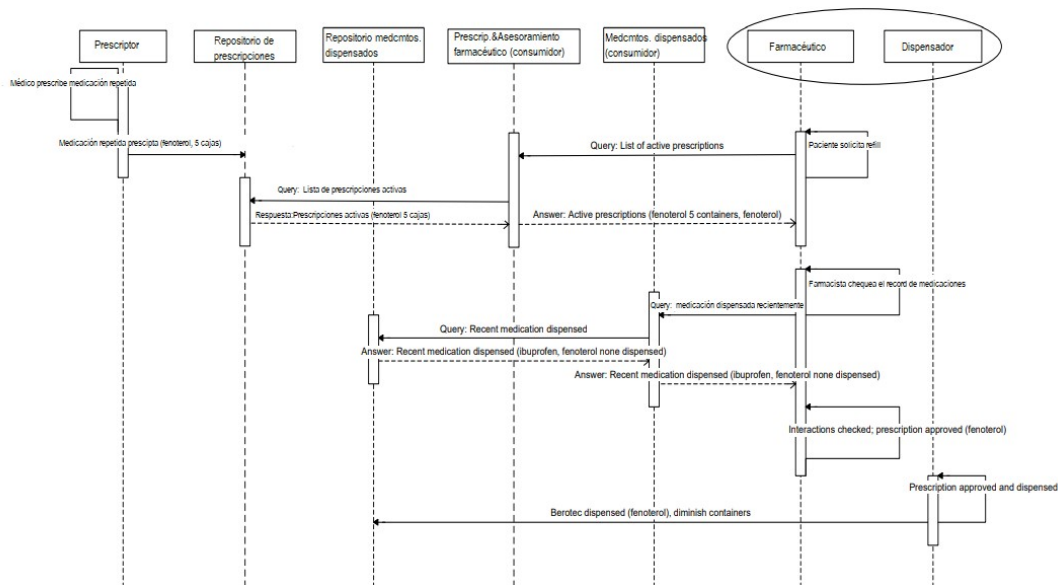 Prescriptor
Repositorio de
prescripciones
Repositorio medcmtos.
dispensados
Prescrip.&Asesoramiento
farmacéutico (consumidor)
Medcmtos. dispensados
(consumidor)
Farmacéutico
Dispensador
Médico prescribe medicación repetida
Medicación repetida prescipta (fenoterol, 5 cajas)
Query: List of active prescriptions
Paciente solicita refill
Query: Lista de prescripciones activas
Respuesta:Prescripciones activas (fenoterol 5 cajas)
Answer: Active prescriptions (fenoterol 5 containers, fenoterol)
Farmacista chequea el record de medicaciones
Query: medicación dispensada recientemente
Query: Recent medication dispensed
Answer: Recent medication dispensed (ibuprofen, fenoterol none dispensed)
Answer: Recent medication dispensed (ibuprofen, fenoterol none dispensed)
Interactions checked; prescription approved (fenoterol)
Prescription approved and dispensed
Berotec dispensed (fenoterol), diminish containers